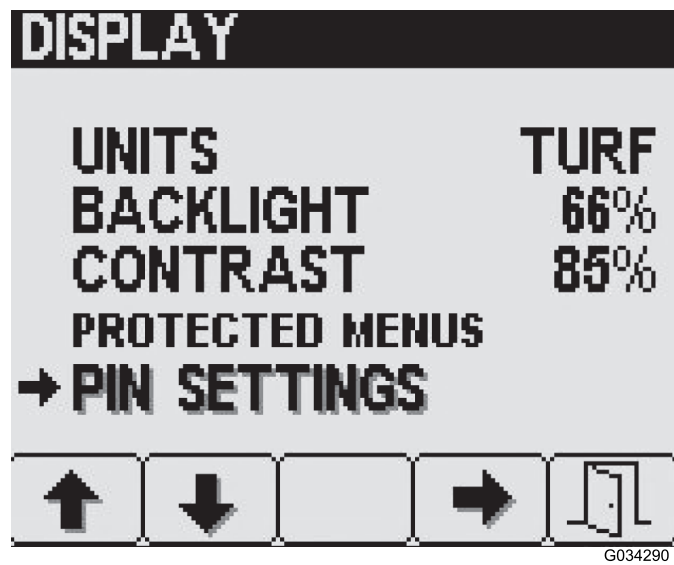 DISPLAY
UNITS TURF
BACKLIGHT 66%
CONTRAST 85%
PROTECTED MENUS
PIN SETTINGS
G034290